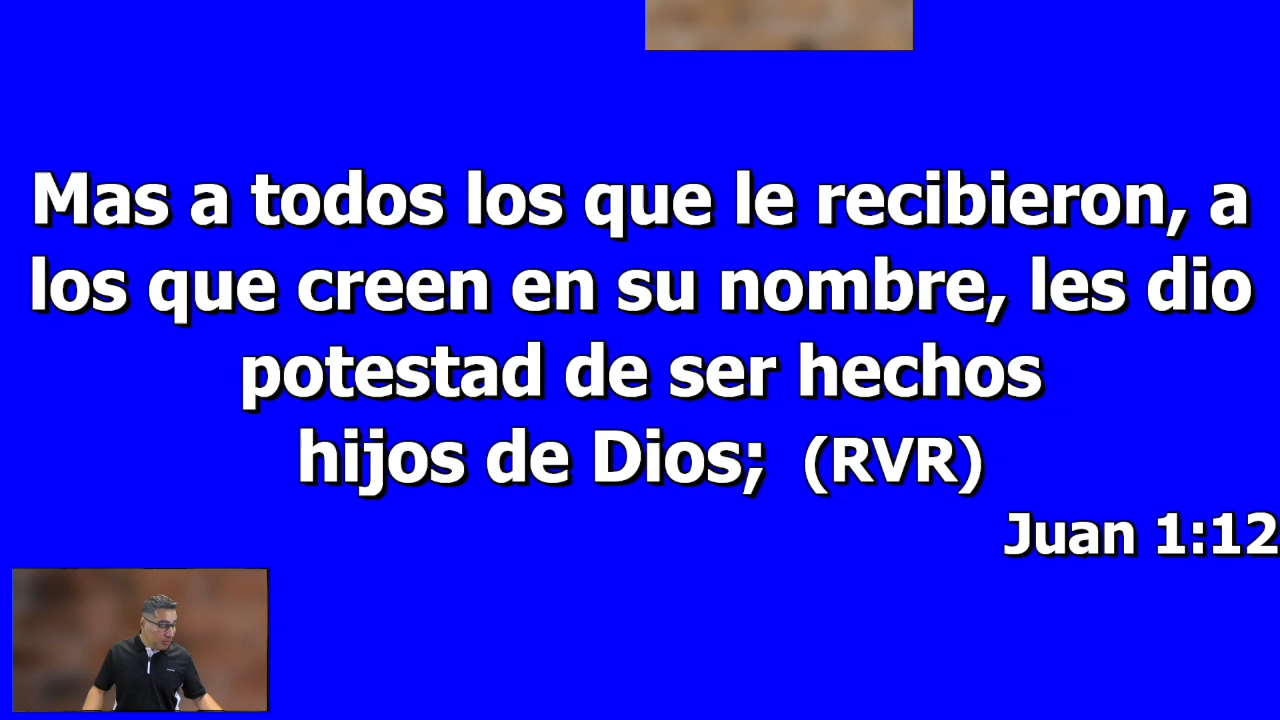 Mas a todos los que le recibieron, a
los que creen en su nombre, les dio
potestad de ser hechos
hijos de Dios; (RVR)
Juan 1:12